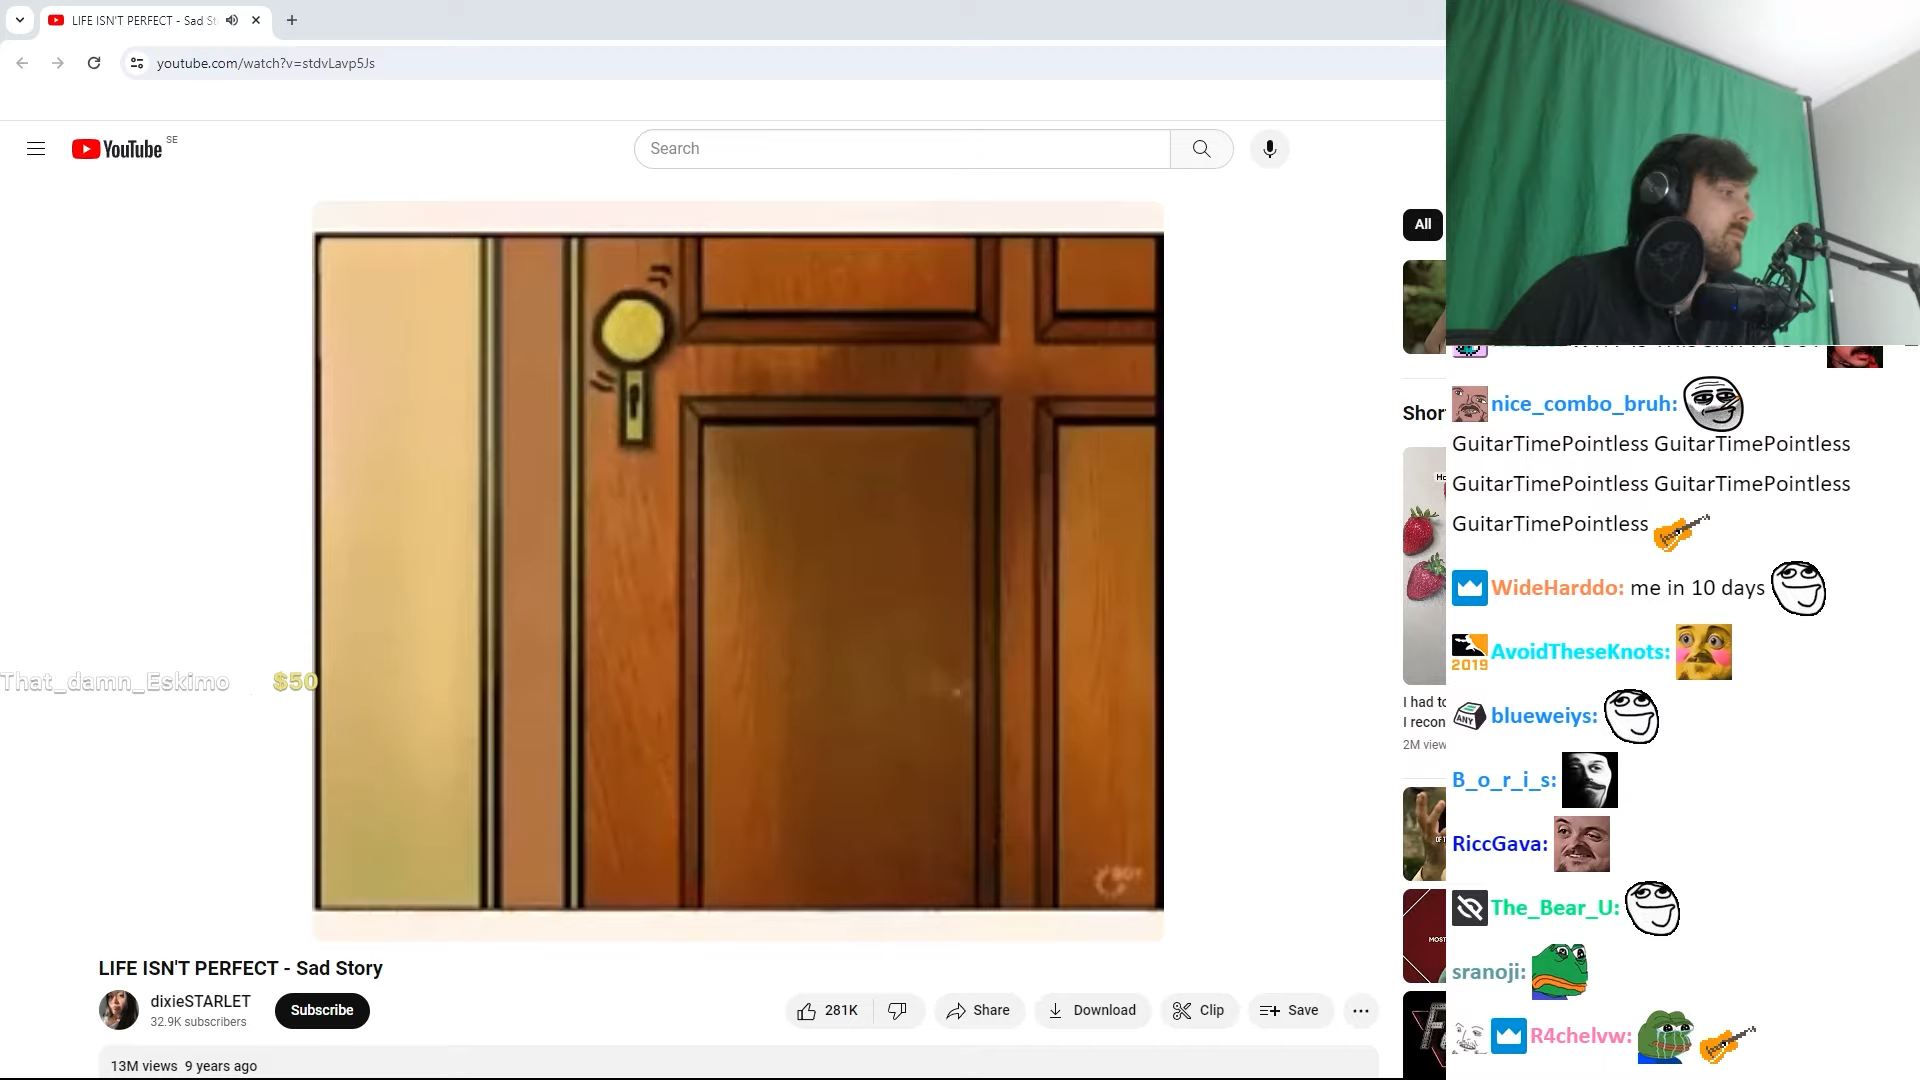 LIFE ISN'T PERFECT - Sad St
youtube.com/watch?v=stdvLavp5Js
YouTube
SE
Search
All
Shor
I had to
I recon
2M view
MOST
LIFE ISN'T PERFECT - Sad Story
dixieSTARLET
32.9K subscribers
Subscribe
281K
Share
Download
Clip
Save
13M views 9 years ago
That_damn_Eskimo $50
nice_combo_bruh:
GuitarTimePointless GuitarTimePointless
GuitarTimePointless GuitarTimePointless
GuitarTimePointless
WideHarddo: me in 10 days
2019 AvoidTheseKnots:
ANY blueweiys:
B_o_r_i_s:
RiccGava:
The_Bear_U:
sranoji:
R4chelvw: